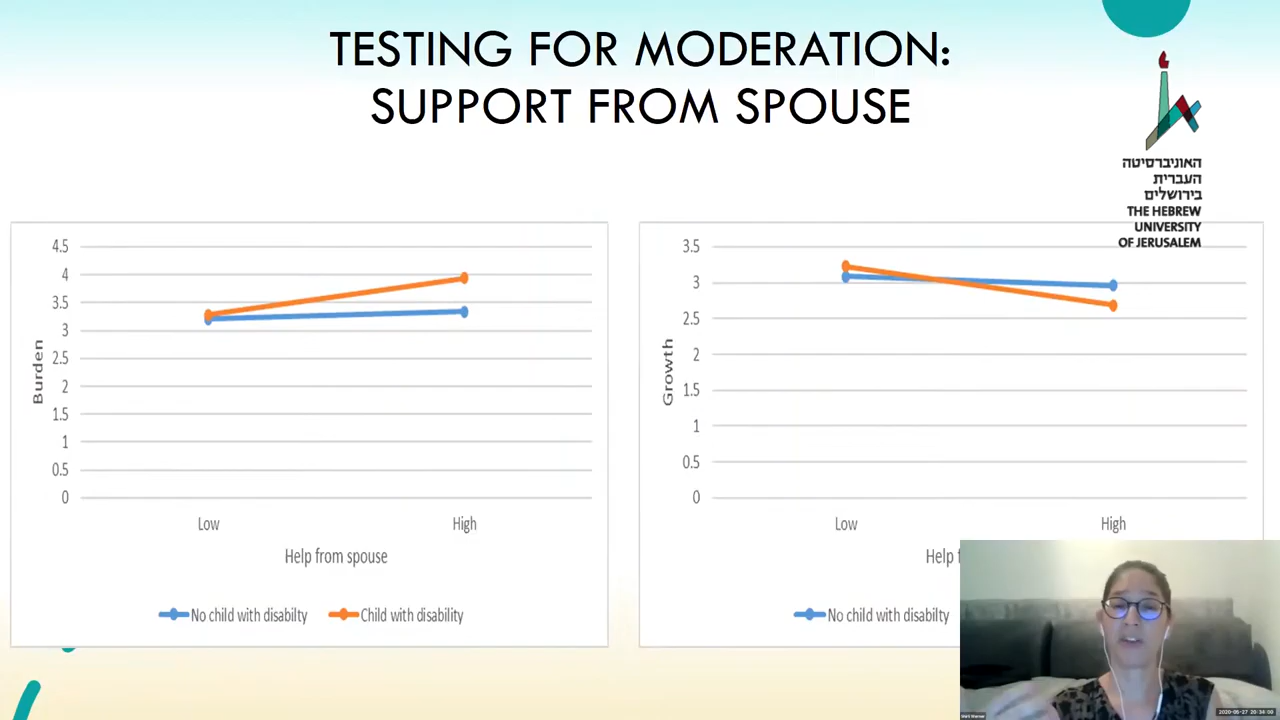 TESTING FOR MODERATION:
SUPPORT FROM SPOUSE
האוניברסיטה
העברית
בירושלים
THE HEBREW
UNIVERSITY
OF JERUSALEM
4.5
4
3.5
3
2.5
2
1.5
1
0.5
0
Burden
Low
High
Help from spouse
No child with disabilty
Child with disability
3.5
3
2.5
2
1.5
1
0.5
0
Growth
Low
High
Help f
No child with disabilty